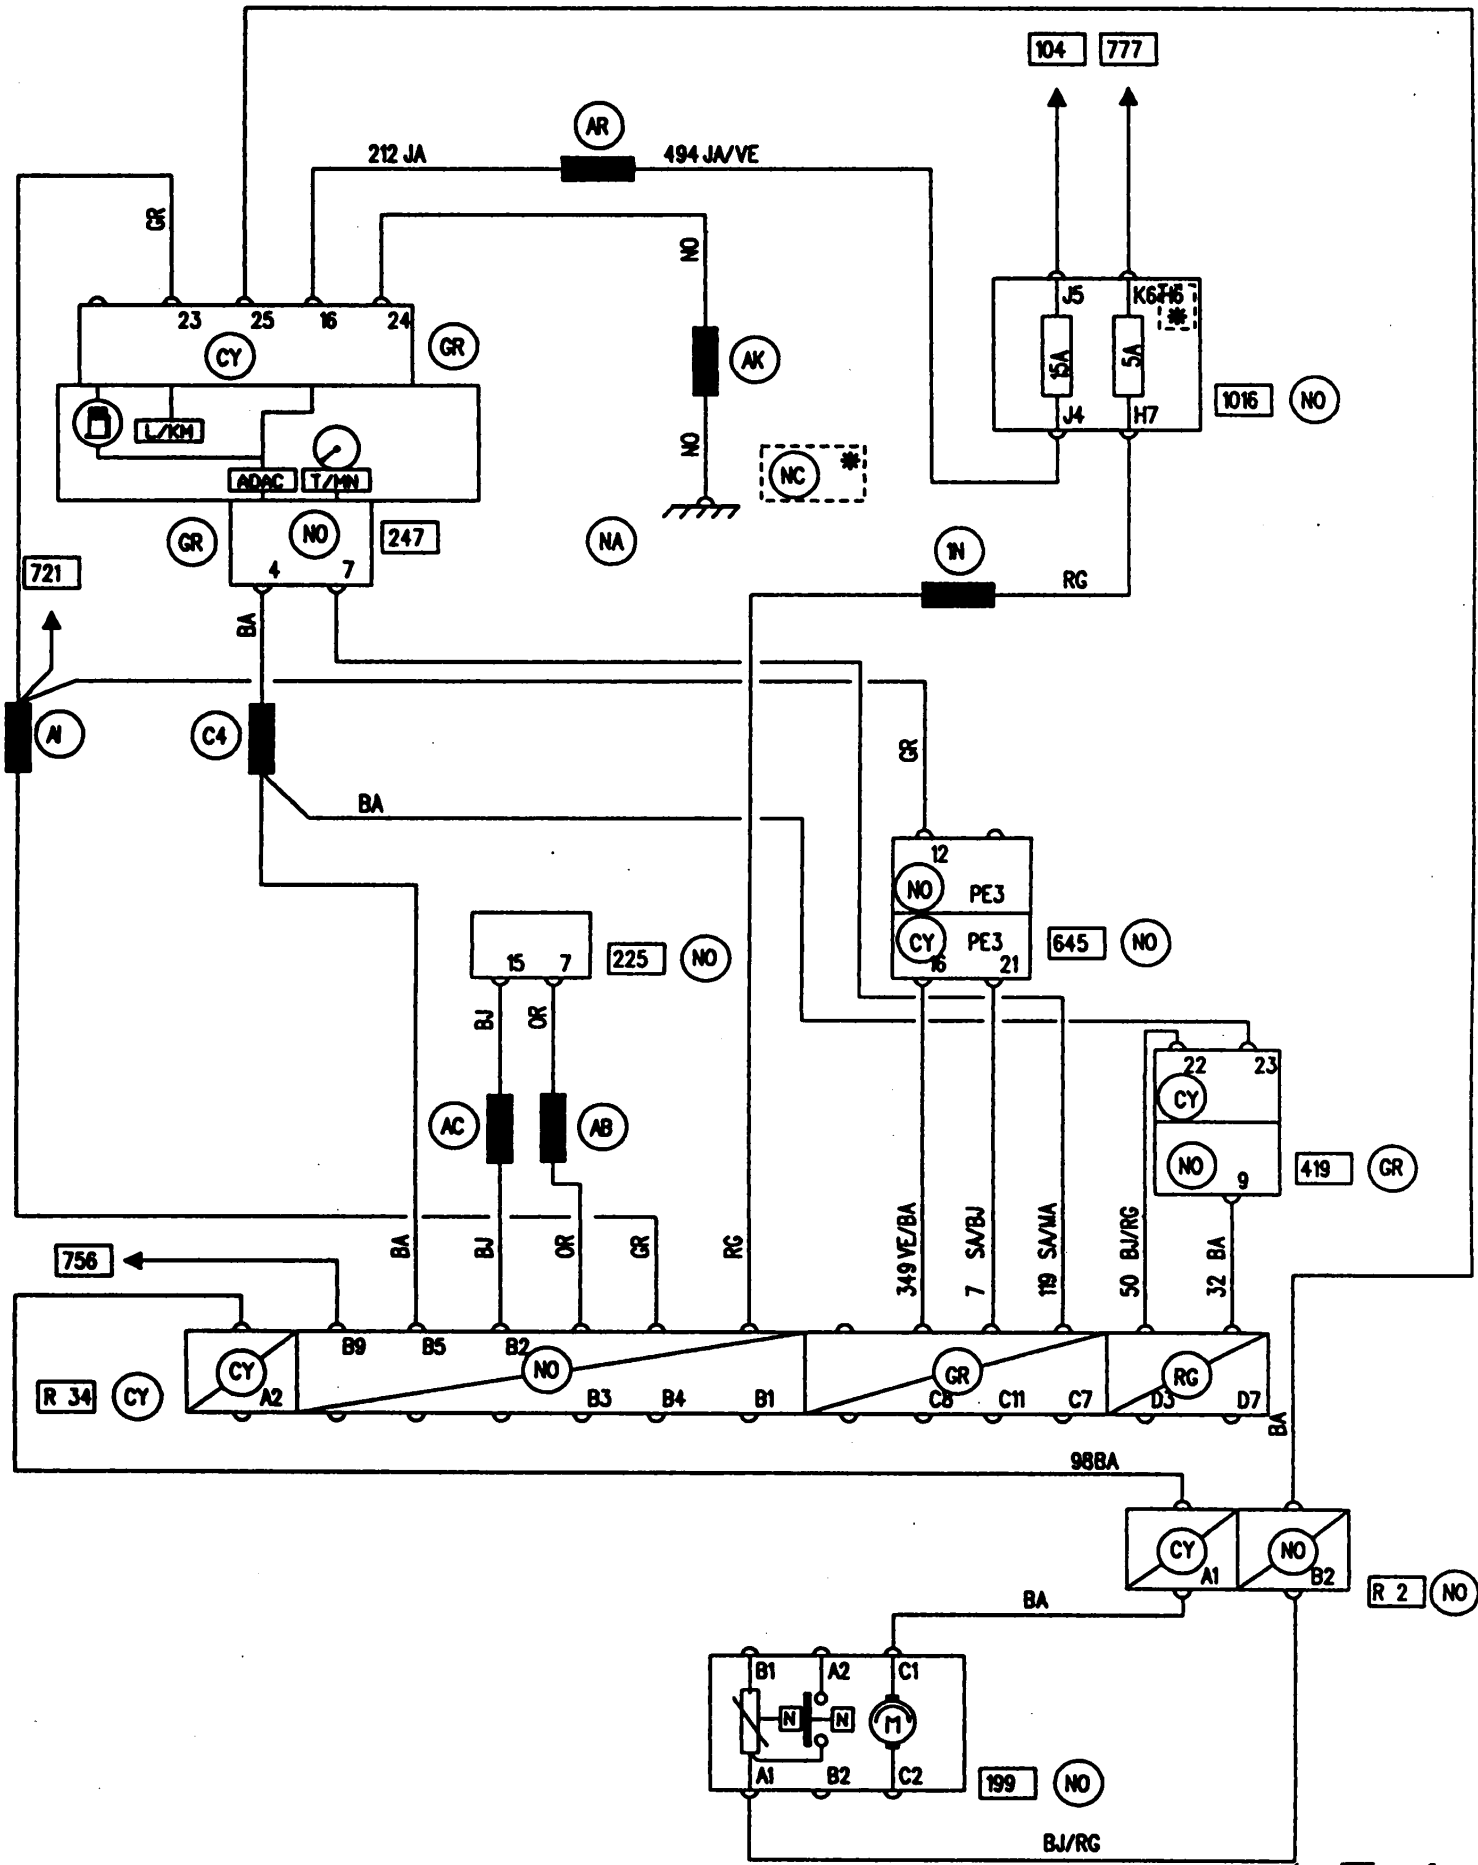 104 777
AR
212 JA 494 JA/VE
GR
NO
J5 K6 H6
*
23 25 16 24
CY GR
AK
15A 5A
1016 NO
L/KM
J4 H7
NO
NC *
ADAC T/MN
GR NO 247
NA
1N
4 7
721
RG
BA
AI C4
GR
BA
12
NO PE3
CY PE3
645 NO
16 21
15 7
225 NO
BJ OR
22 23
CY
AC AB
NO
419 GR
9
756
BA BJ OR GR RG 349 VE/BA 7 SA/BJ 119 SA/MA 50 BJ/RG 32 BA
B9 B5 B2
CY NO GR RG
R 34 CY
A2 B3 B4 B1 C8 C11 C7 D3 D7
BA
98BA
CY NO
A1 B2
R 2 NO
BA
B1 A2 C1
N N M
A1 B2 C2
199 NO
BJ/RG